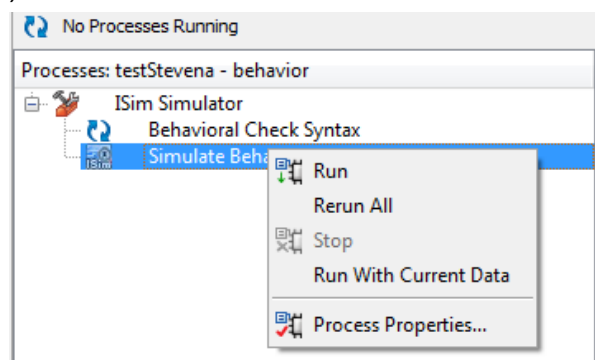 No Processes Running
Processes: testStevena - behavior
ISim Simulator
Behavioral Check Syntax
Simulate Beha
Run
Rerun All
Stop
Run With Current Data
Process Properties...